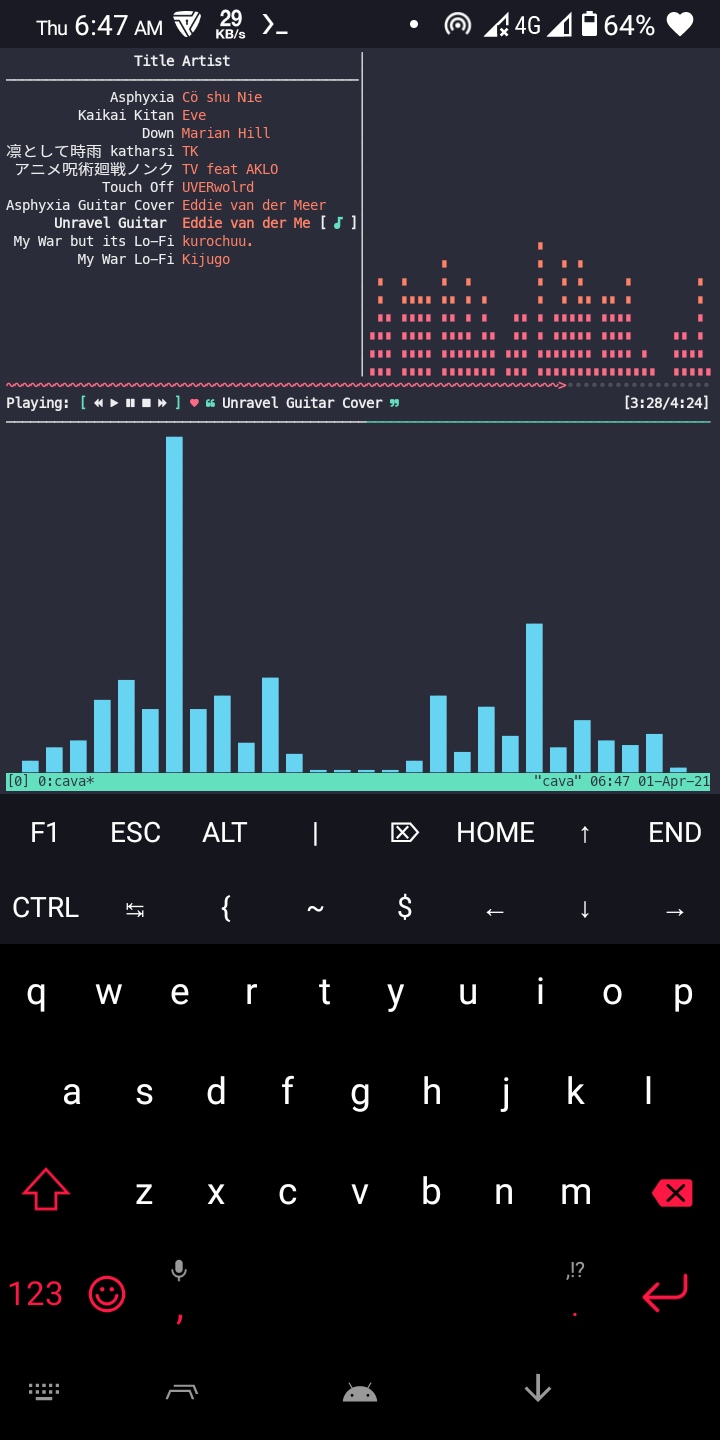 Thu 6:47 AM 29 KB/s 4G 64%
Title Artist
Asphyxia Cö shu Nie
Kaikai Kitan Eve
Down Marian Hill
凛として時雨 katharsi TK
アニメ呪術廻戦ノンク TV feat AKLO
Touch Off UVERwolrd
Asphyxia Guitar Cover Eddie van der Meer
Unravel Guitar Eddie van der Me [ ♪ ]
My War but its Lo-Fi kurochuu.
My War Lo-Fi Kijugo
Playing: [ ⏪ ▶ ⏸ ⏹ ⏩ ] ♥ ❝ Unravel Guitar Cover ❞ [3:28/4:24]
[0] 0:cava* "cava" 06:47 01-Apr-21
F1 ESC ALT | ⌦ HOME ↑ END
CTRL ↹ { ~ $ ← ↓ →
q w e r t y u i o p
a s d f g h j k l
z x c v b n m
,!?
123 , .